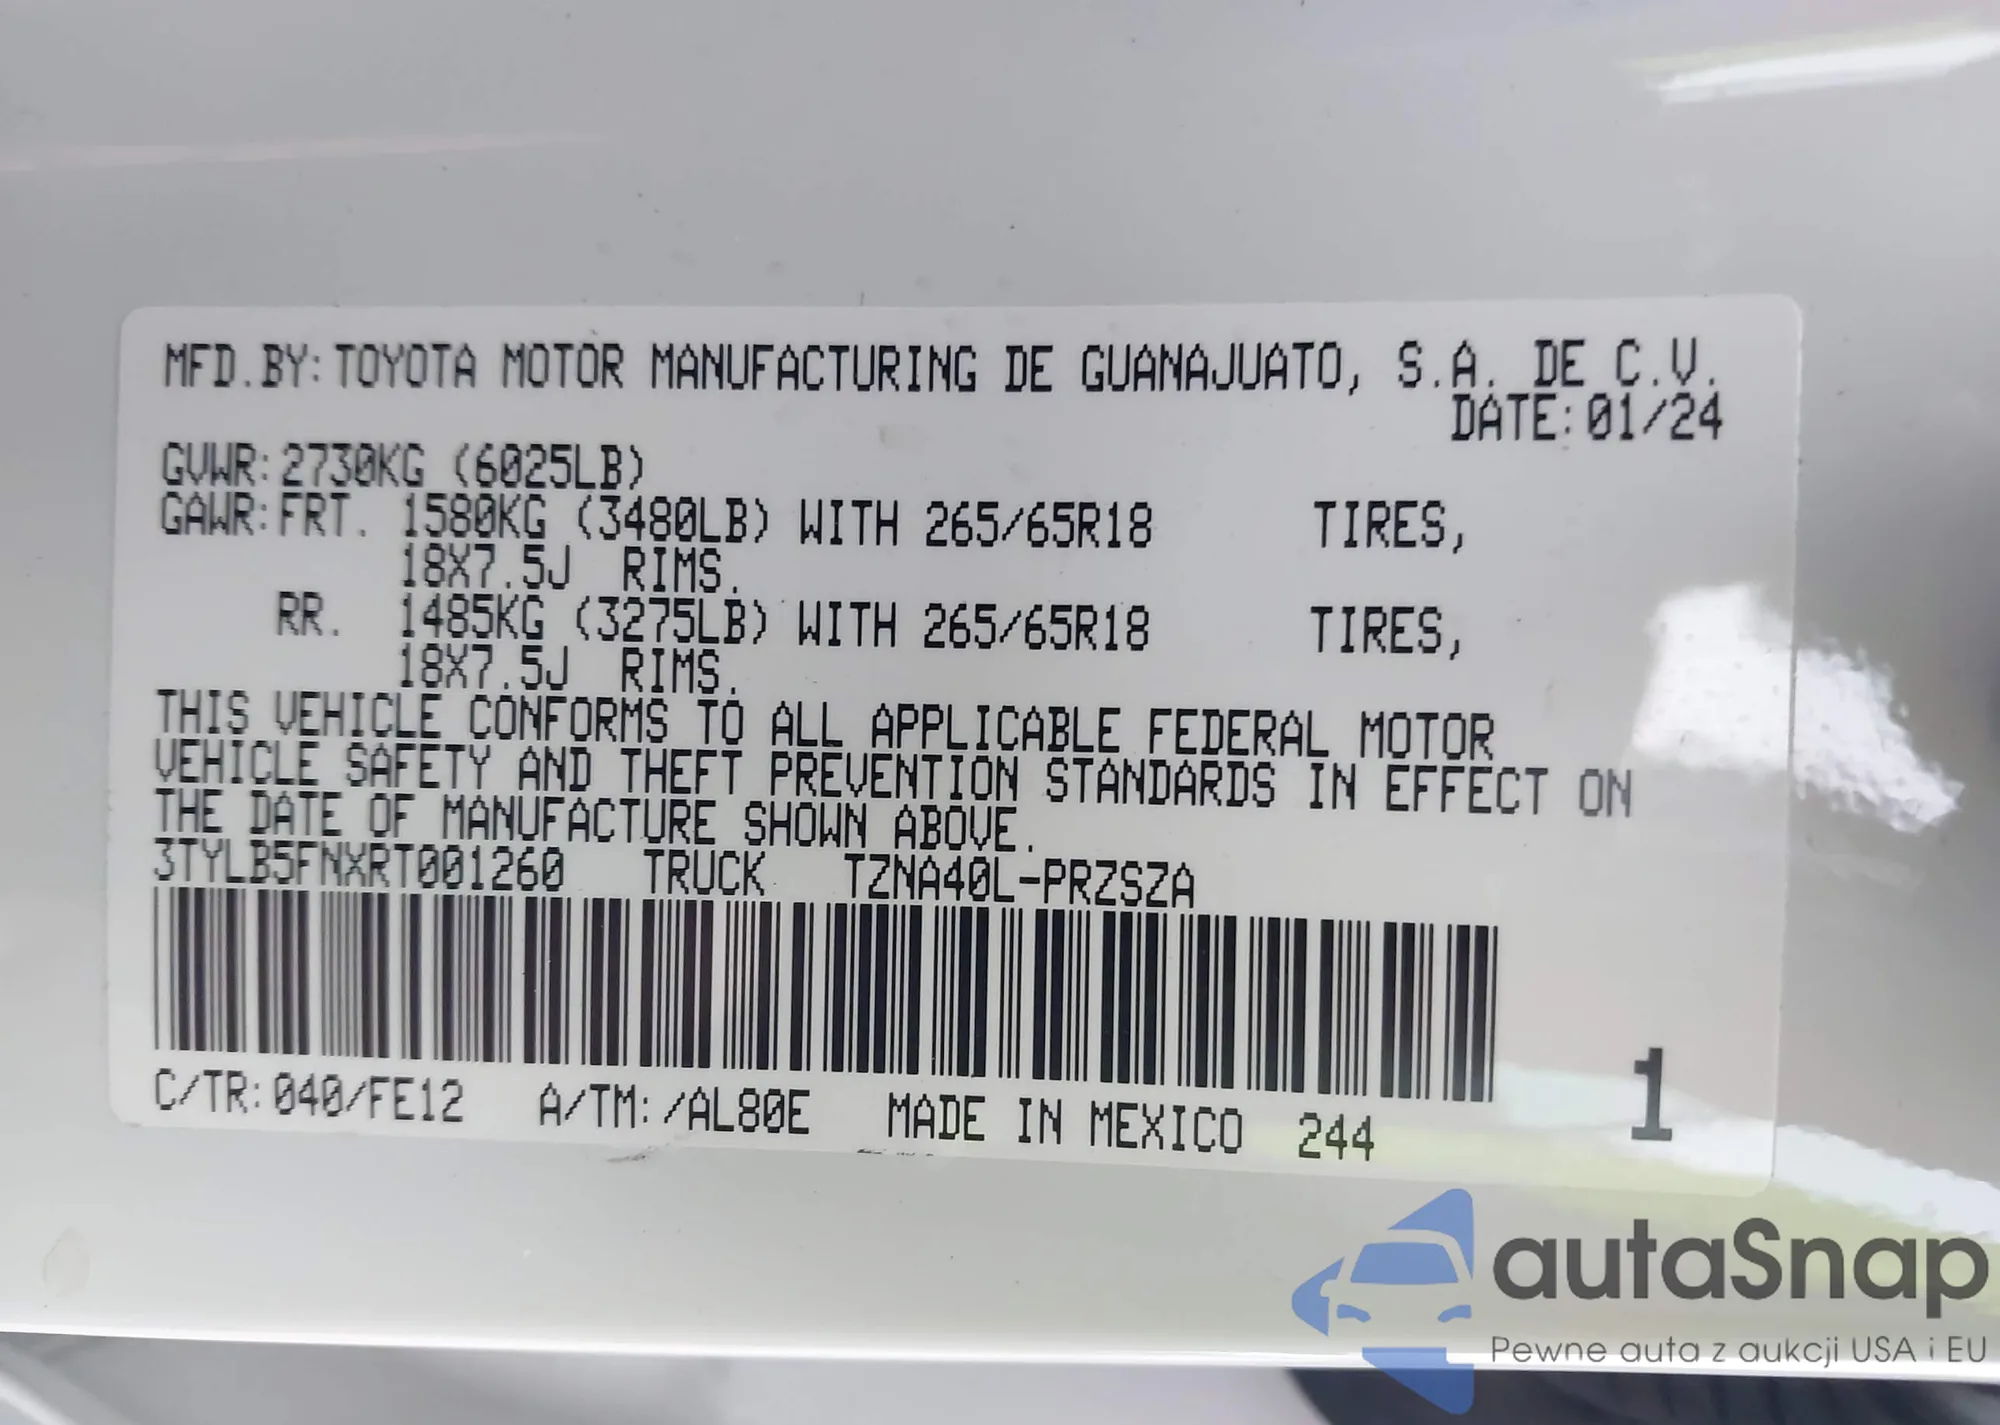 MFD.BY: TOYOTA MOTOR MANUFACTURING DE GUANAJUATO, S.A. DE C.V.
DATE: 01/24
GVWR: 2730KG (6025LB)
GAWR: FRT. 1580KG (3480LB) WITH 265/65R18 TIRES,
18X7.5J RIMS.
RR. 1485KG (3275LB) WITH 265/65R18 TIRES,
18X7.5J RIMS.
THIS VEHICLE CONFORMS TO ALL APPLICABLE FEDERAL MOTOR
VEHICLE SAFETY AND THEFT PREVENTION STANDARDS IN EFFECT ON
THE DATE OF MANUFACTURE SHOWN ABOVE.
3TYLB5FNXRT001260 TRUCK TZNA40L-PRZSZA
C/TR: 040/FE12 A/TM: /AL80E MADE IN MEXICO 244
1
autaSnap
Pewne auta z aukcji USA i EU